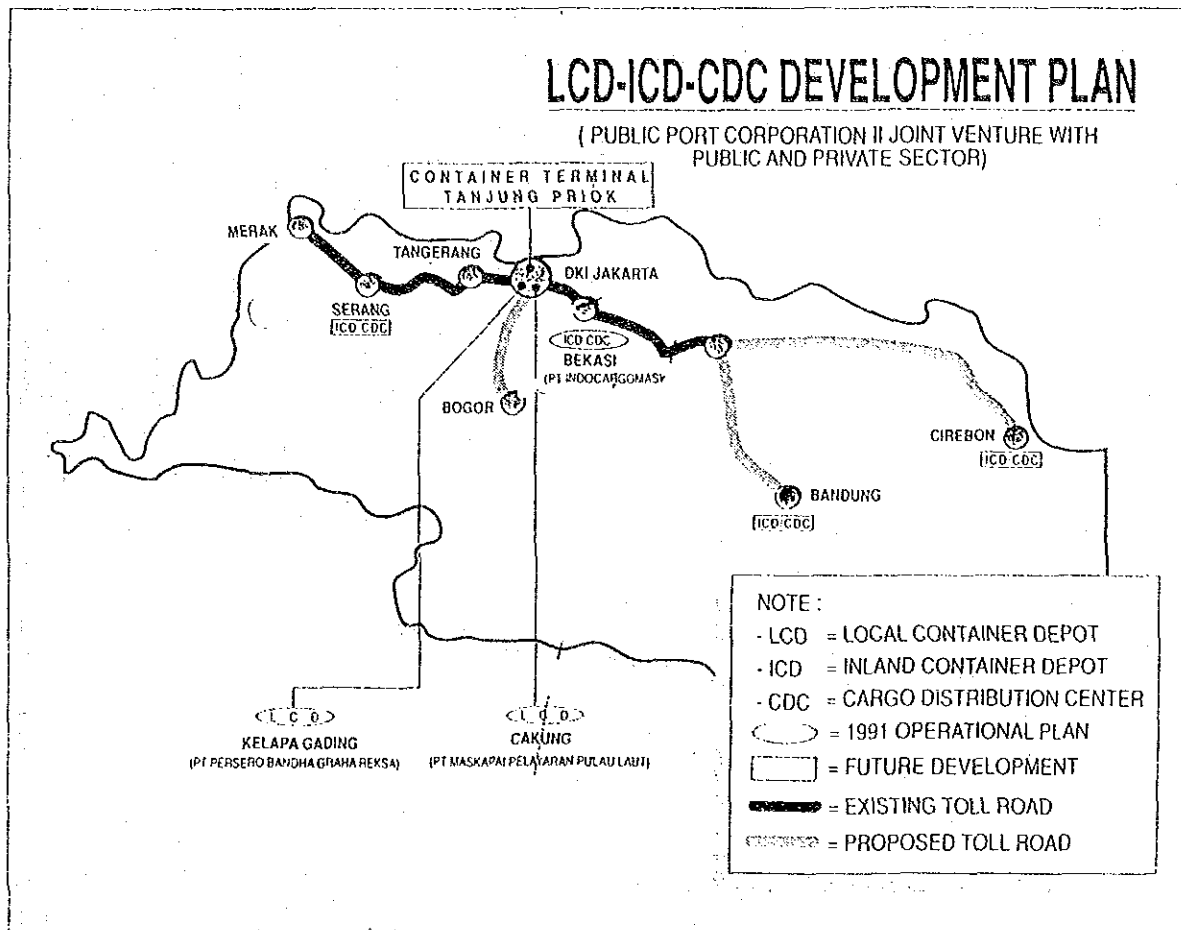 LCD-ICD-CDC DEVELOPMENT PLAN
( PUBLIC PORT CORPORATION II JOINT VENTURE WITH
PUBLIC AND PRIVATE SECTOR)
CONTAINER TERMINAL
TANJUNG PRIOK
MERAK
TANGERANG
DKI JAKARTA
SERANG
ICD CDC
ICD CDC
BEKASI
(PT INDOCARGOMAS)
BOGOR
CIREBON
ICD CDC
BANDUNG
ICD/CDC
L C D
KELAPA GADING
(PT PERSERO BANDHA GRAHA REKSA)
L C D
CAKUNG
(PT MASKAPAI PELAYARAN PULAU LAUT)
NOTE :
- LCD = LOCAL CONTAINER DEPOT
- ICD = INLAND CONTAINER DEPOT
- CDC = CARGO DISTRIBUTION CENTER
= 1991 OPERATIONAL PLAN
= FUTURE DEVELOPMENT
= EXISTING TOLL ROAD
= PROPOSED TOLL ROAD